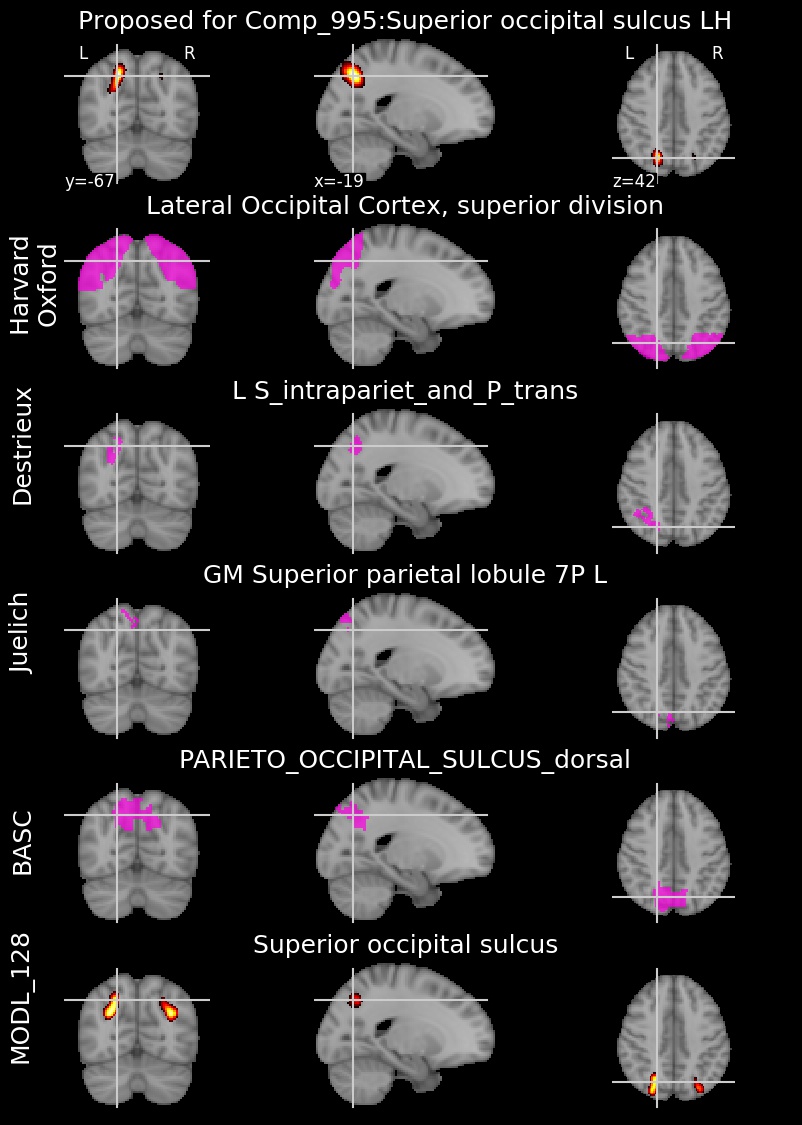 Proposed for Comp_995:Superior occipital sulcus LH
L R L R
y=-67 x=-19 z=42
Lateral Occipital Cortex, superior division
Harvard
Oxford
L S_intrapariet_and_P_trans
Destrieux
GM Superior parietal lobule 7P L
Juelich
PARIETO_OCCIPITAL_SULCUS_dorsal
BASC
Superior occipital sulcus
MODL_128